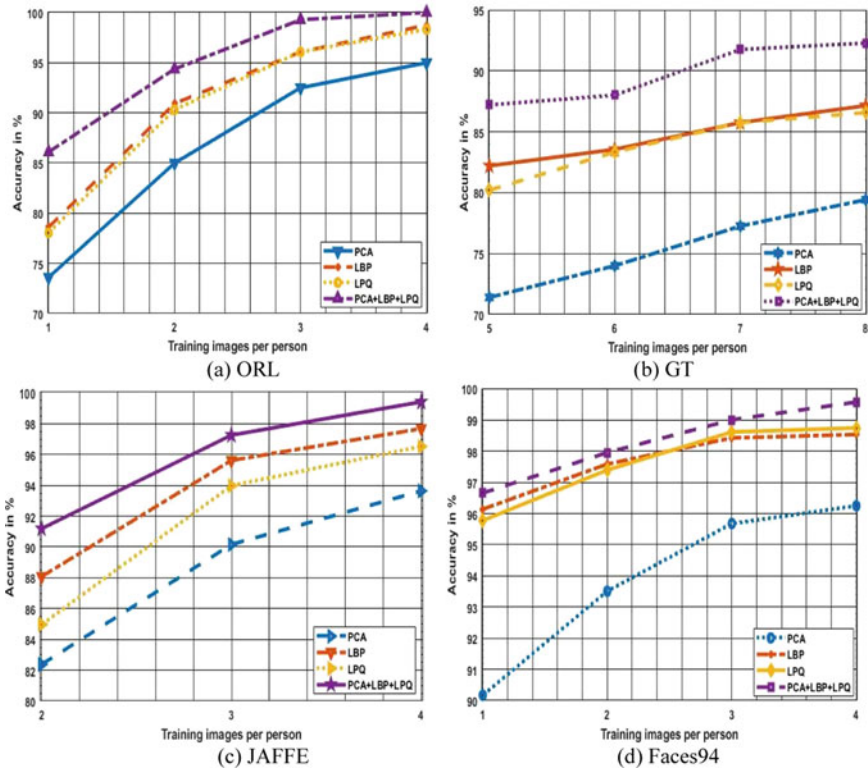 100
95
90
85
80
75
70
Accuracy in %
1 2 3 4
Training images per person
PCA
LBP
LPQ
PCA+LBP+LPQ
(a) ORL
95
90
85
80
75
70
Accuracy in %
5 6 7 8
Training images per person
PCA
LBP
LPQ
PCA+LBP+LPQ
(b) GT
100
98
96
94
92
90
88
86
84
82
80
Accuracy in %
2 3 4
Training images per person
PCA
LBP
LPQ
PCA+LBP+LPQ
(c) JAFFE
100
99
98
97
96
95
94
93
92
91
90
Accuracy in %
1 2 3 4
Training images per person
PCA
LBP
LPQ
PCA+LBP+LPQ
(d) Faces94